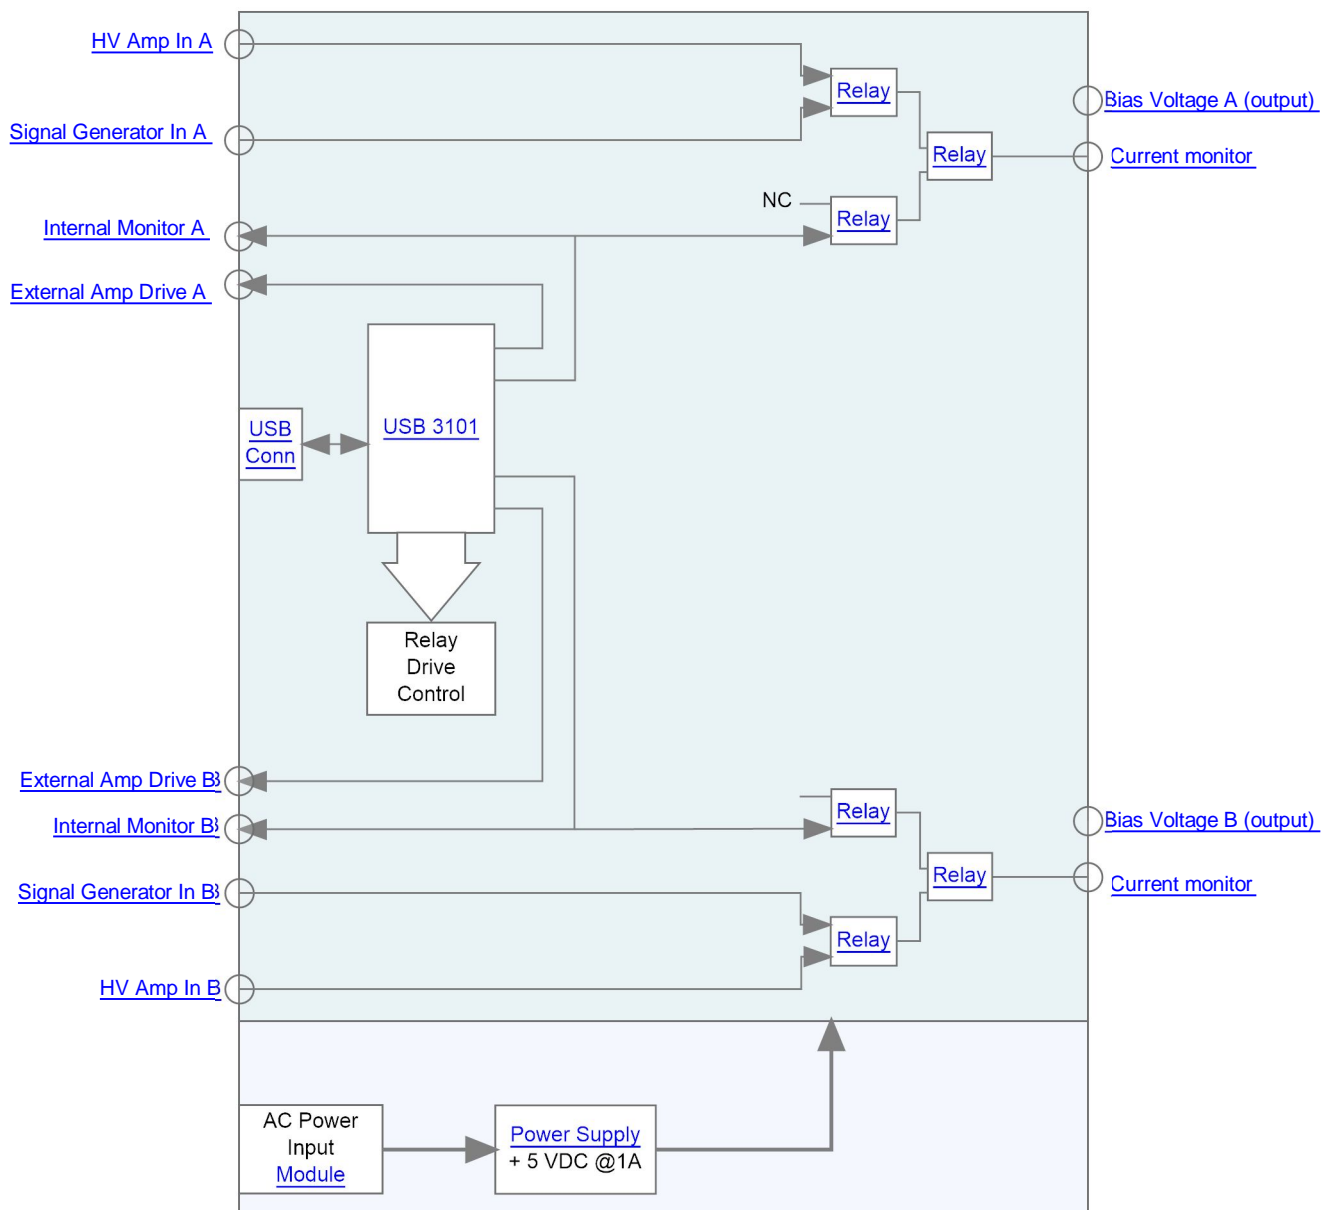 HV Amp In A
Relay
Bias Voltage A (output)
Signal Generator In A
Relay
Current monitor
NC
Relay
Internal Monitor A
External Amp Drive A
USB
Conn
USB 3101
Relay
Drive
Control
External Amp Drive B
Internal Monitor B
Relay
Bias Voltage B (output)
Relay
Current monitor
Signal Generator In B
Relay
HV Amp In B
AC Power
Input
Module
Power Supply
+ 5 VDC @1A